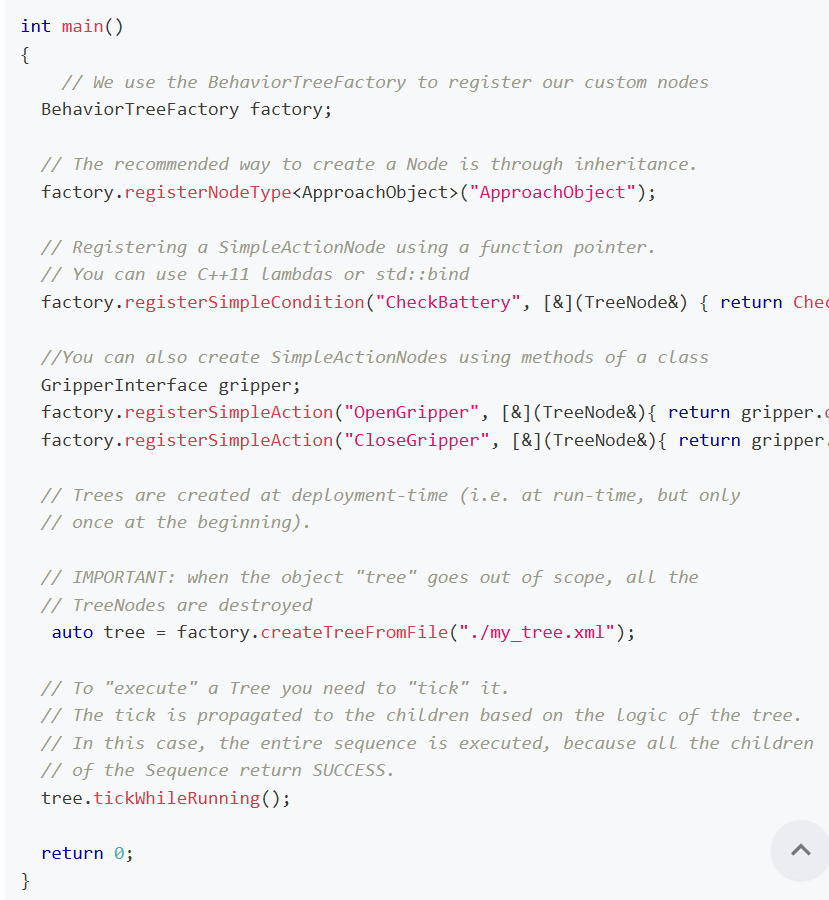 int main()
{
    // We use the BehaviorTreeFactory to register our custom nodes
  BehaviorTreeFactory factory;

  // The recommended way to create a Node is through inheritance.
  factory.registerNodeType<ApproachObject>("ApproachObject");

  // Registering a SimpleActionNode using a function pointer.
  // You can use C++11 lambdas or std::bind
  factory.registerSimpleCondition("CheckBattery", [&](TreeNode&) { return Chec

  //You can also create SimpleActionNodes using methods of a class
  GripperInterface gripper;
  factory.registerSimpleAction("OpenGripper", [&](TreeNode&){ return gripper.
  factory.registerSimpleAction("CloseGripper", [&](TreeNode&){ return gripper.

  // Trees are created at deployment-time (i.e. at run-time, but only
  // once at the beginning).

  // IMPORTANT: when the object "tree" goes out of scope, all the
  // TreeNodes are destroyed
   auto tree = factory.createTreeFromFile("./my_tree.xml");

  // To "execute" a Tree you need to "tick" it.
  // The tick is propagated to the children based on the logic of the tree.
  // In this case, the entire sequence is executed, because all the children
  // of the Sequence return SUCCESS.
  tree.tickWhileRunning();

  return 0;
}